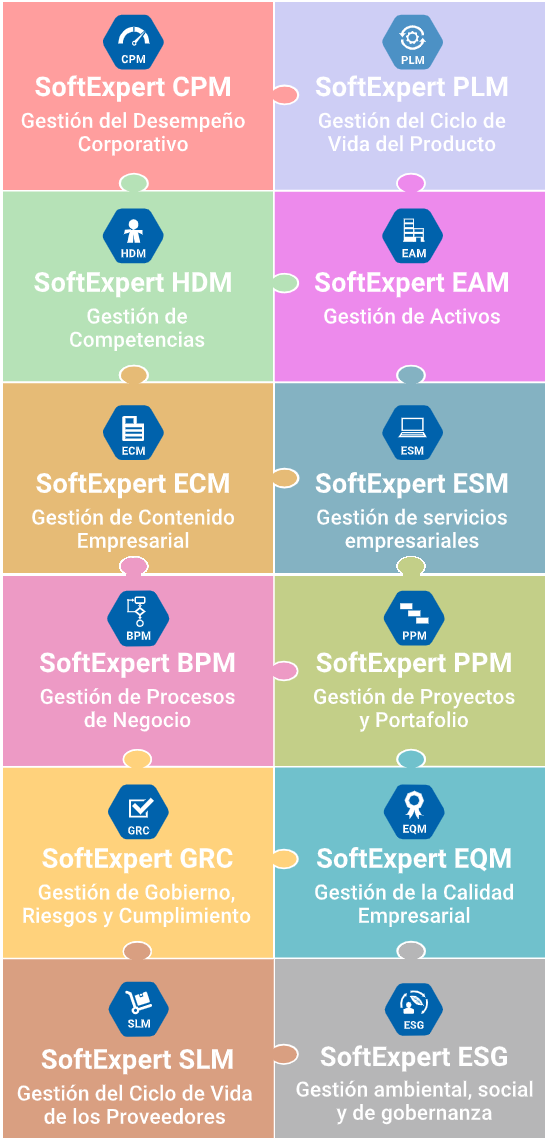 CPM
SoftExpert CPM
Gestión del Desempeño
Corporativo
PLM
SoftExpert PLM
Gestión del Ciclo de
Vida del Producto
HDM
SoftExpert HDM
Gestión de
Competencias
EAM
SoftExpert EAM
Gestión de Activos
ECM
SoftExpert ECM
Gestión de Contenido
Empresarial
ESM
SoftExpert ESM
Gestión de servicios
empresariales
BPM
SoftExpert BPM
Gestión de Procesos
de Negocio
PPM
SoftExpert PPM
Gestión de Proyectos
y Portafolio
GRC
SoftExpert GRC
Gestión de Gobierno,
Riesgos y Cumplimiento
EQM
SoftExpert EQM
Gestión de la Calidad
Empresarial
SLM
SoftExpert SLM
Gestión del Ciclo de Vida
de los Proveedores
ESG
SoftExpert ESG
Gestión ambiental, social
y de gobernanza